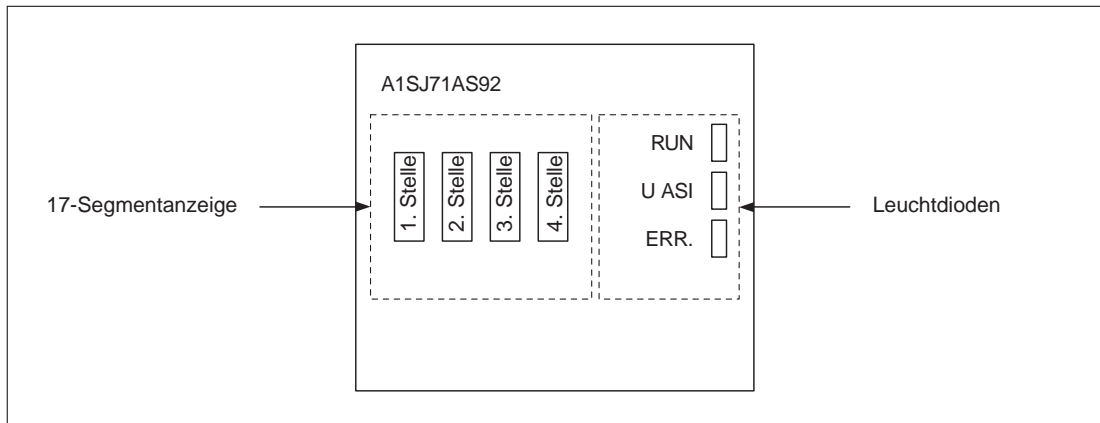 A1SJ71AS92
17-Segmentanzeige
1. Stelle
2. Stelle
3. Stelle
4. Stelle
RUN
U ASI
ERR.
Leuchtdioden